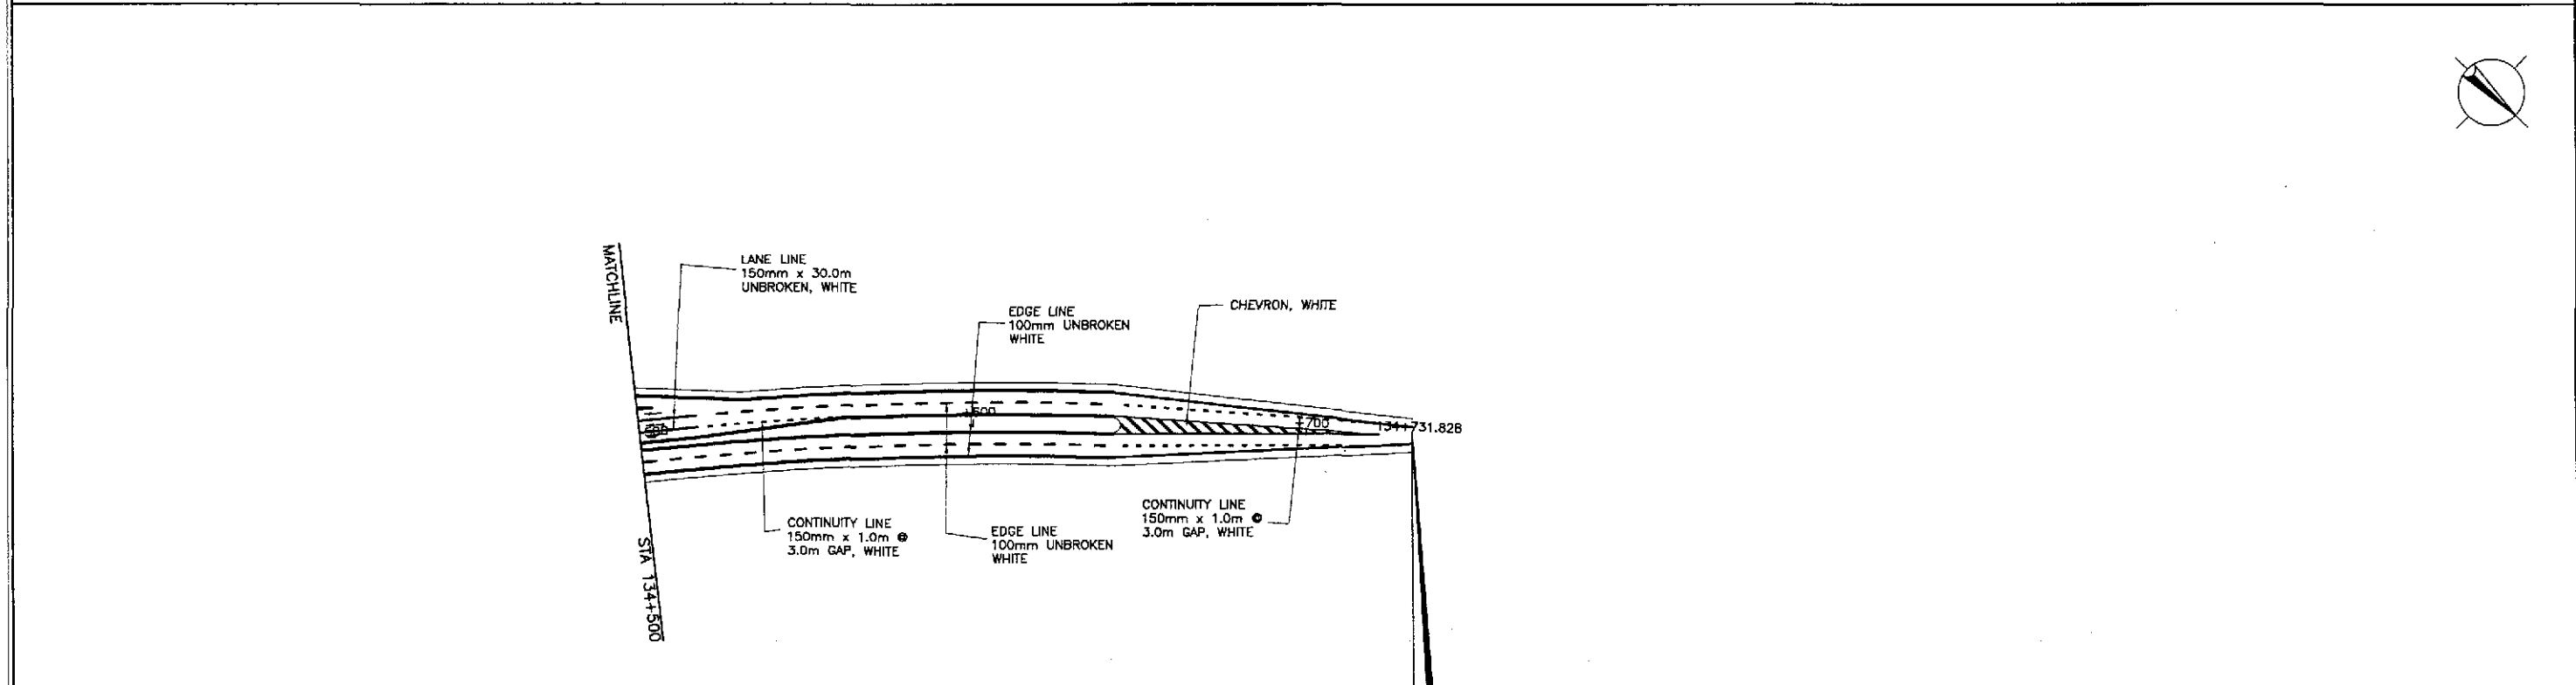 MATCHLINE
LANE LINE
150mm x 30.0m
UNBROKEN, WHITE
EDGE LINE
100mm UNBROKEN
WHITE
CHEVRON, WHITE
+600
+700
134+731.828
CONTINUITY LINE
150mm x 1.0m @
3.0m GAP, WHITE
EDGE LINE
100mm UNBROKEN
WHITE
CONTINUITY LINE
150mm x 1.0m @
3.0m GAP, WHITE
STA 134+500